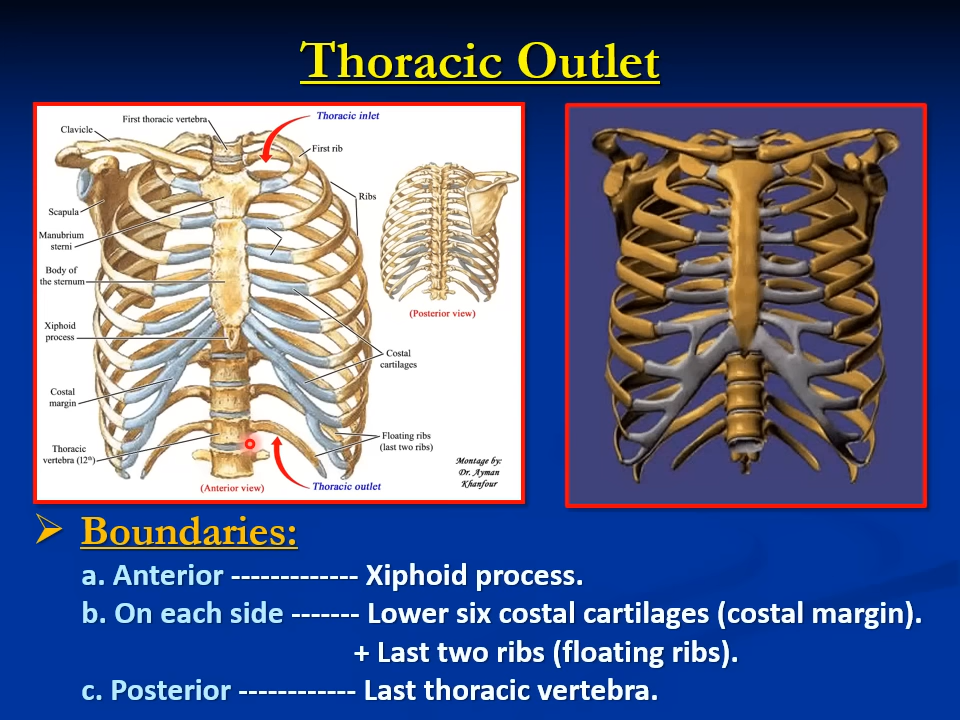 Thoracic Outlet
First thoracic vertebra
Thoracic inlet
Clavicle
First rib
Ribs
Scapula
Manubrium
sterni
Body of
the sternum
(Posterior view)
Xiphoid
process
Costal
cartilages
Costal
margin
Floating ribs
(last two ribs)
Thoracic
vertebra (12th)
Montage by:
Dr. Ayman
Khanfour
(Anterior view)
Thoracic outlet
➢ Boundaries:
a. Anterior ------------- Xiphoid process.
b. On each side ------- Lower six costal cartilages (costal margin).
+ Last two ribs (floating ribs).
c. Posterior ------------ Last thoracic vertebra.